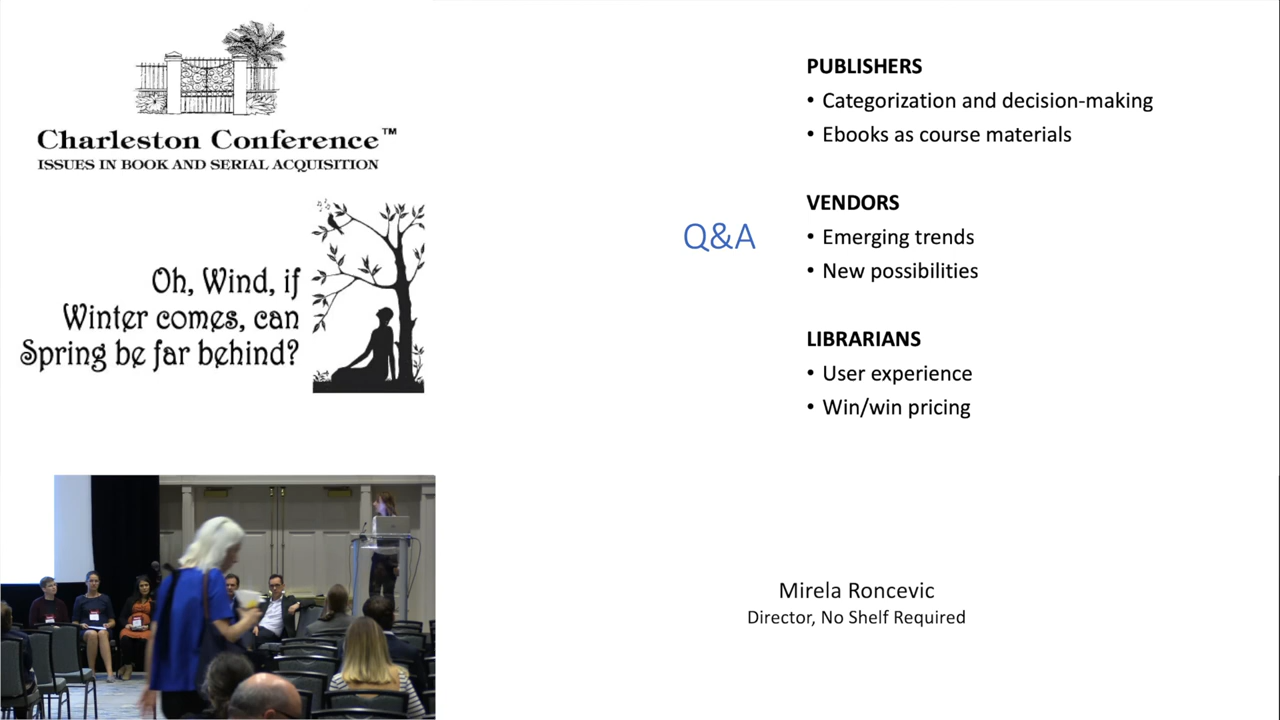 Charleston Conference™
ISSUES IN BOOK AND SERIAL ACQUISITION
Oh, Wind, if
Winter comes, can
Spring be far behind?
Q&A
PUBLISHERS
• Categorization and decision-making
• Ebooks as course materials
VENDORS
• Emerging trends
• New possibilities
LIBRARIANS
• User experience
• Win/win pricing
Mirela Roncevic
Director, No Shelf Required